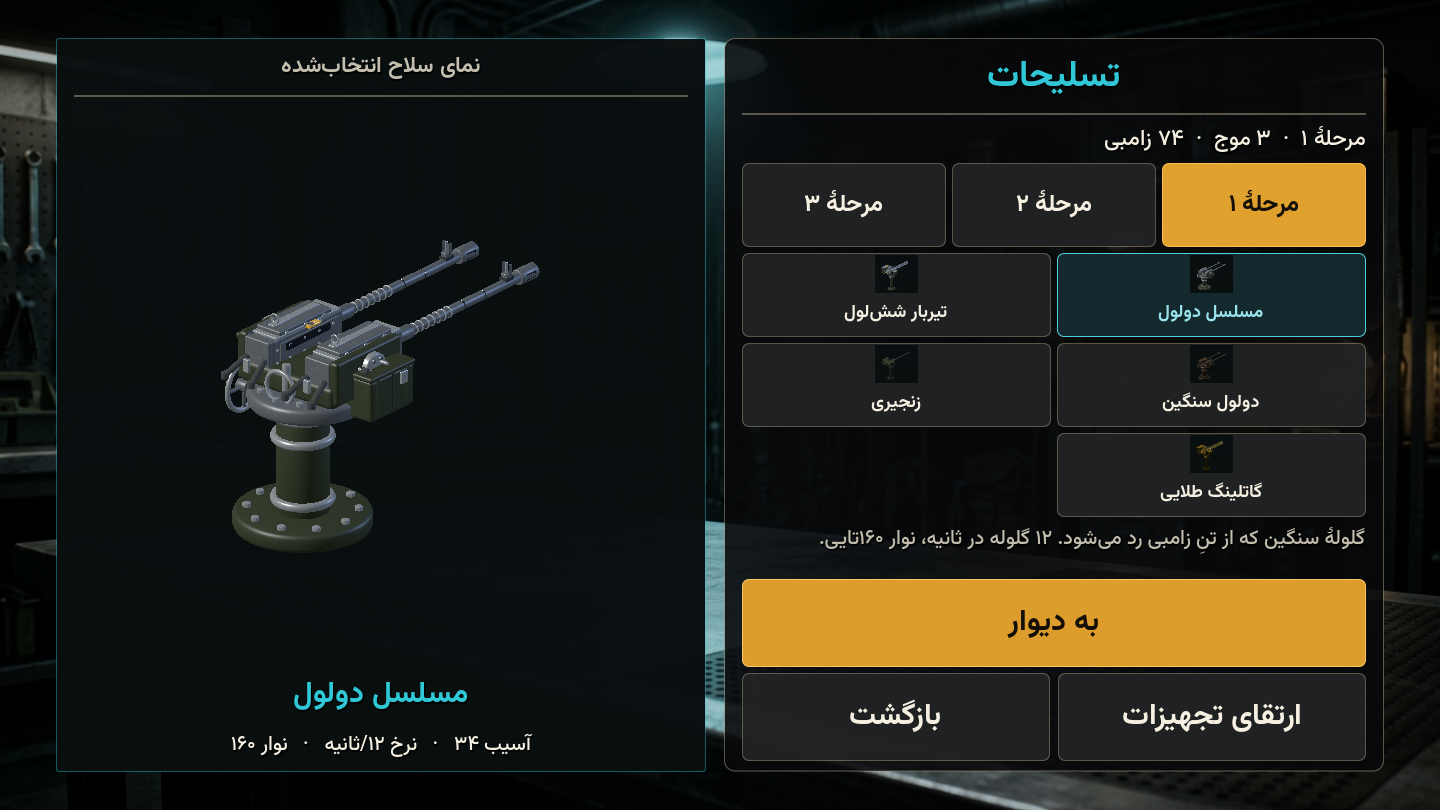 تسلیحات
مرحلهٔ ۱ · ۳ موج · ۷۴ زامبی
مرحلهٔ ۱
مرحلهٔ ۲
مرحلهٔ ۳
مسلسل دولول
تیربار شش‌لول
دولول سنگین
زنجیری
گاتلینگ طلایی
گلولهٔ سنگین که از تنِ زامبی رد می‌شود. ۱۲ گلوله در ثانیه، نوار ۱۶۰تایی.
به دیوار
ارتقای تجهیزات
بازگشت
نمای سلاح انتخاب‌شده
مسلسل دولول
آسیب ۳۴ · نرخ ۱۲/ثانیه · نوار ۱۶۰